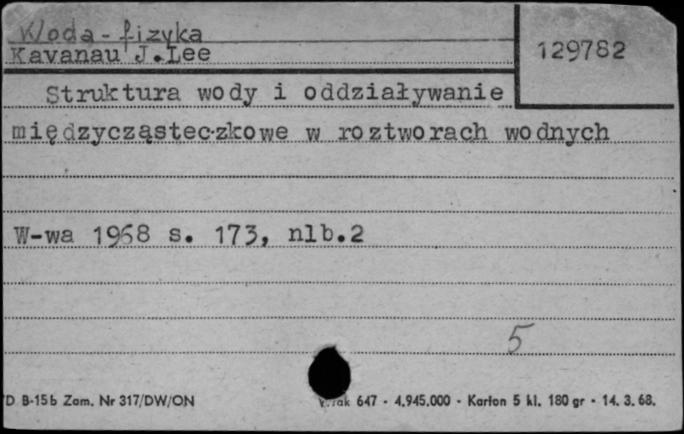 Woda - fizyka
Kavanau J.Lee
129782
Struktura wody i oddziaływanie
międzycząsteczkowe w roztworach wodnych
W-wa 1968 s. 173, nlb.2
5
D B-15b Zam. Nr 317/DW/ON
647 - 4.945.000 - Karton 5 kl. 180 gr - 14. 3. 68.